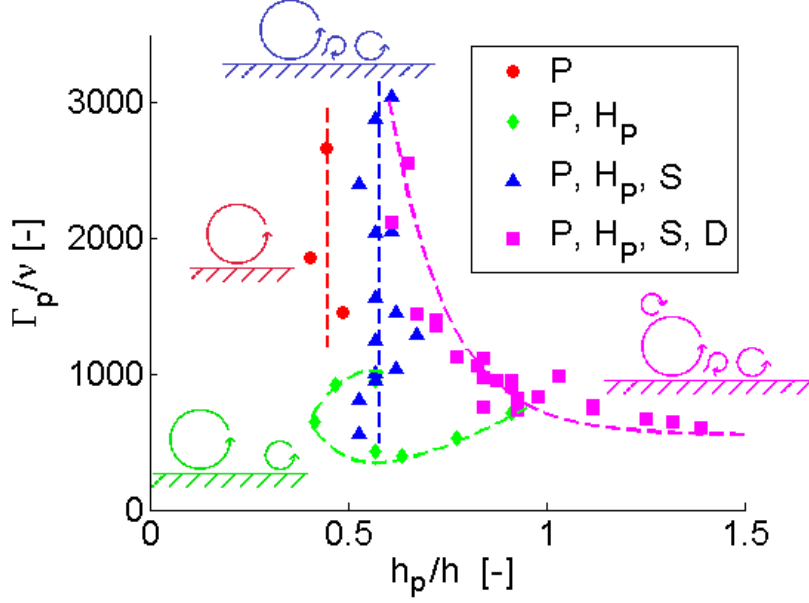 P
P, H_P
P, H_P, S
P, H_P, S, D
3000
2000
1000
0
Γ_p/ν [-]
0
0.5
1
1.5
h_p/h [-]